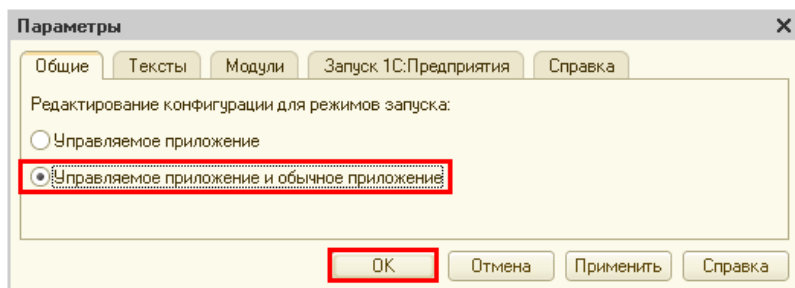 Параметры
Общие Тексты Модули Запуск 1С:Предприятия Справка
Редактирование конфигурации для режимов запуска:
Управляемое приложение
Управляемое приложение и обычное приложение
OK Отмена Применить Справка